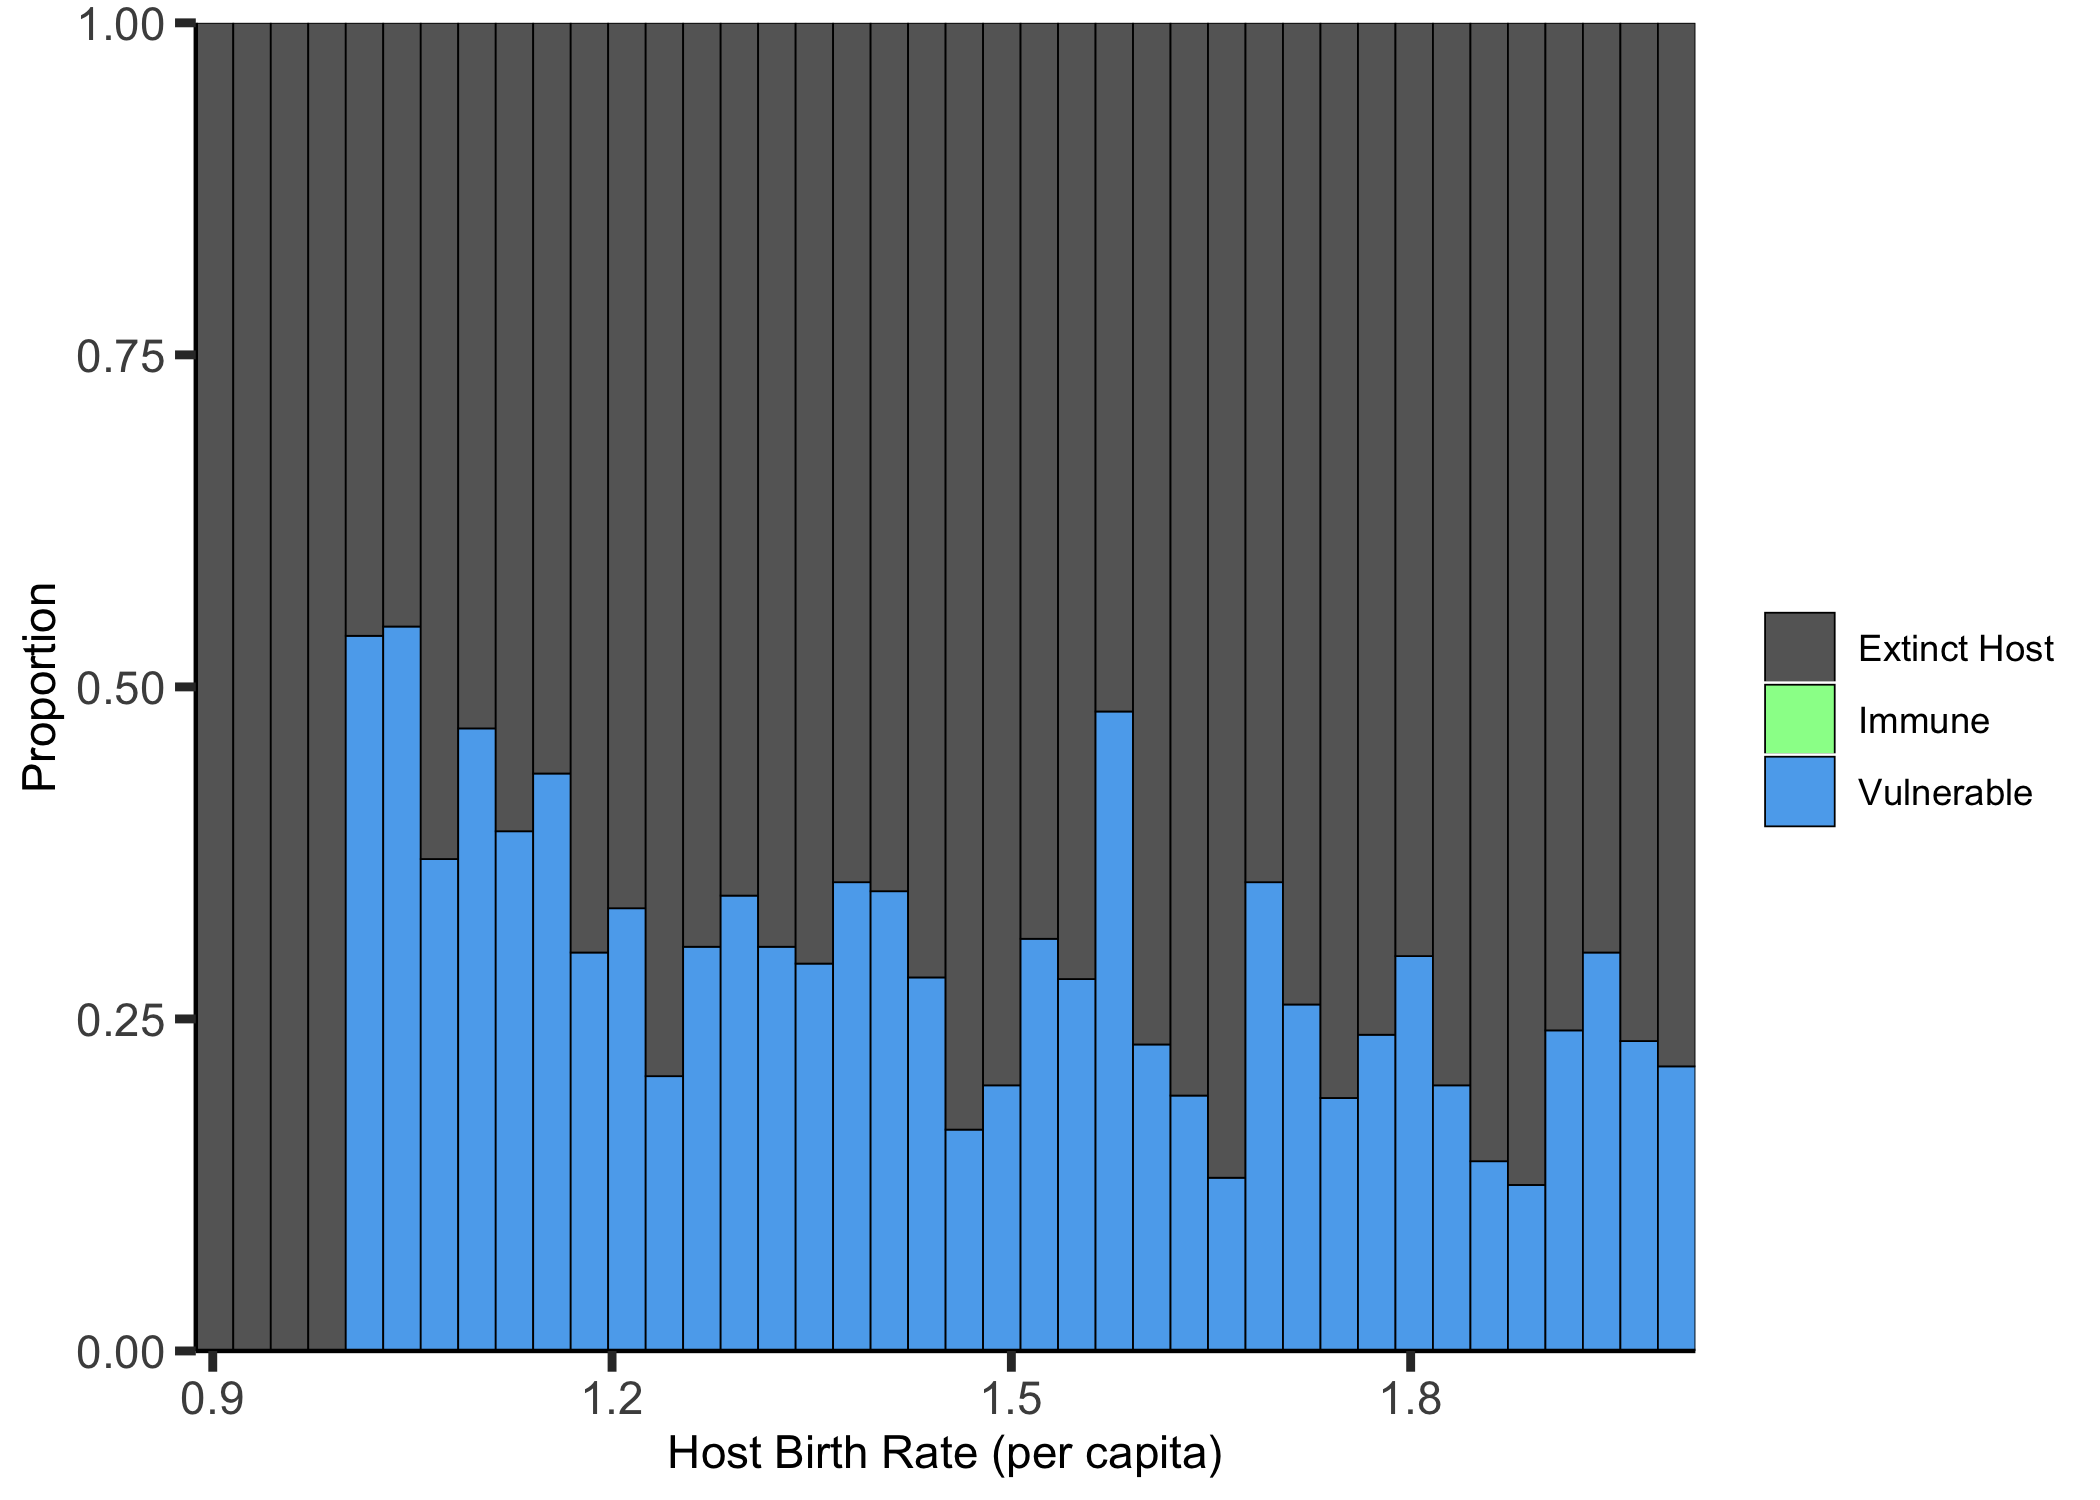 1.00
0.75
0.50
0.25
0.00
Proportion
0.9 1.2 1.5 1.8
Host Birth Rate (per capita)
Extinct Host
Immune
Vulnerable